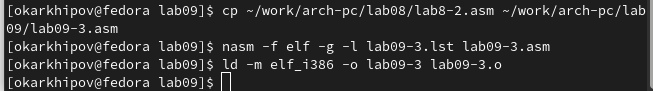 [okarkhipov@fedora lab09]$ cp ~/work/arch-pc/lab08/lab8-2.asm ~/work/arch-pc/lab
09/lab09-3.asm
[okarkhipov@fedora lab09]$ nasm -f elf -g -l lab09-3.lst lab09-3.asm
[okarkhipov@fedora lab09]$ ld -m elf_i386 -o lab09-3 lab09-3.o
[okarkhipov@fedora lab09]$